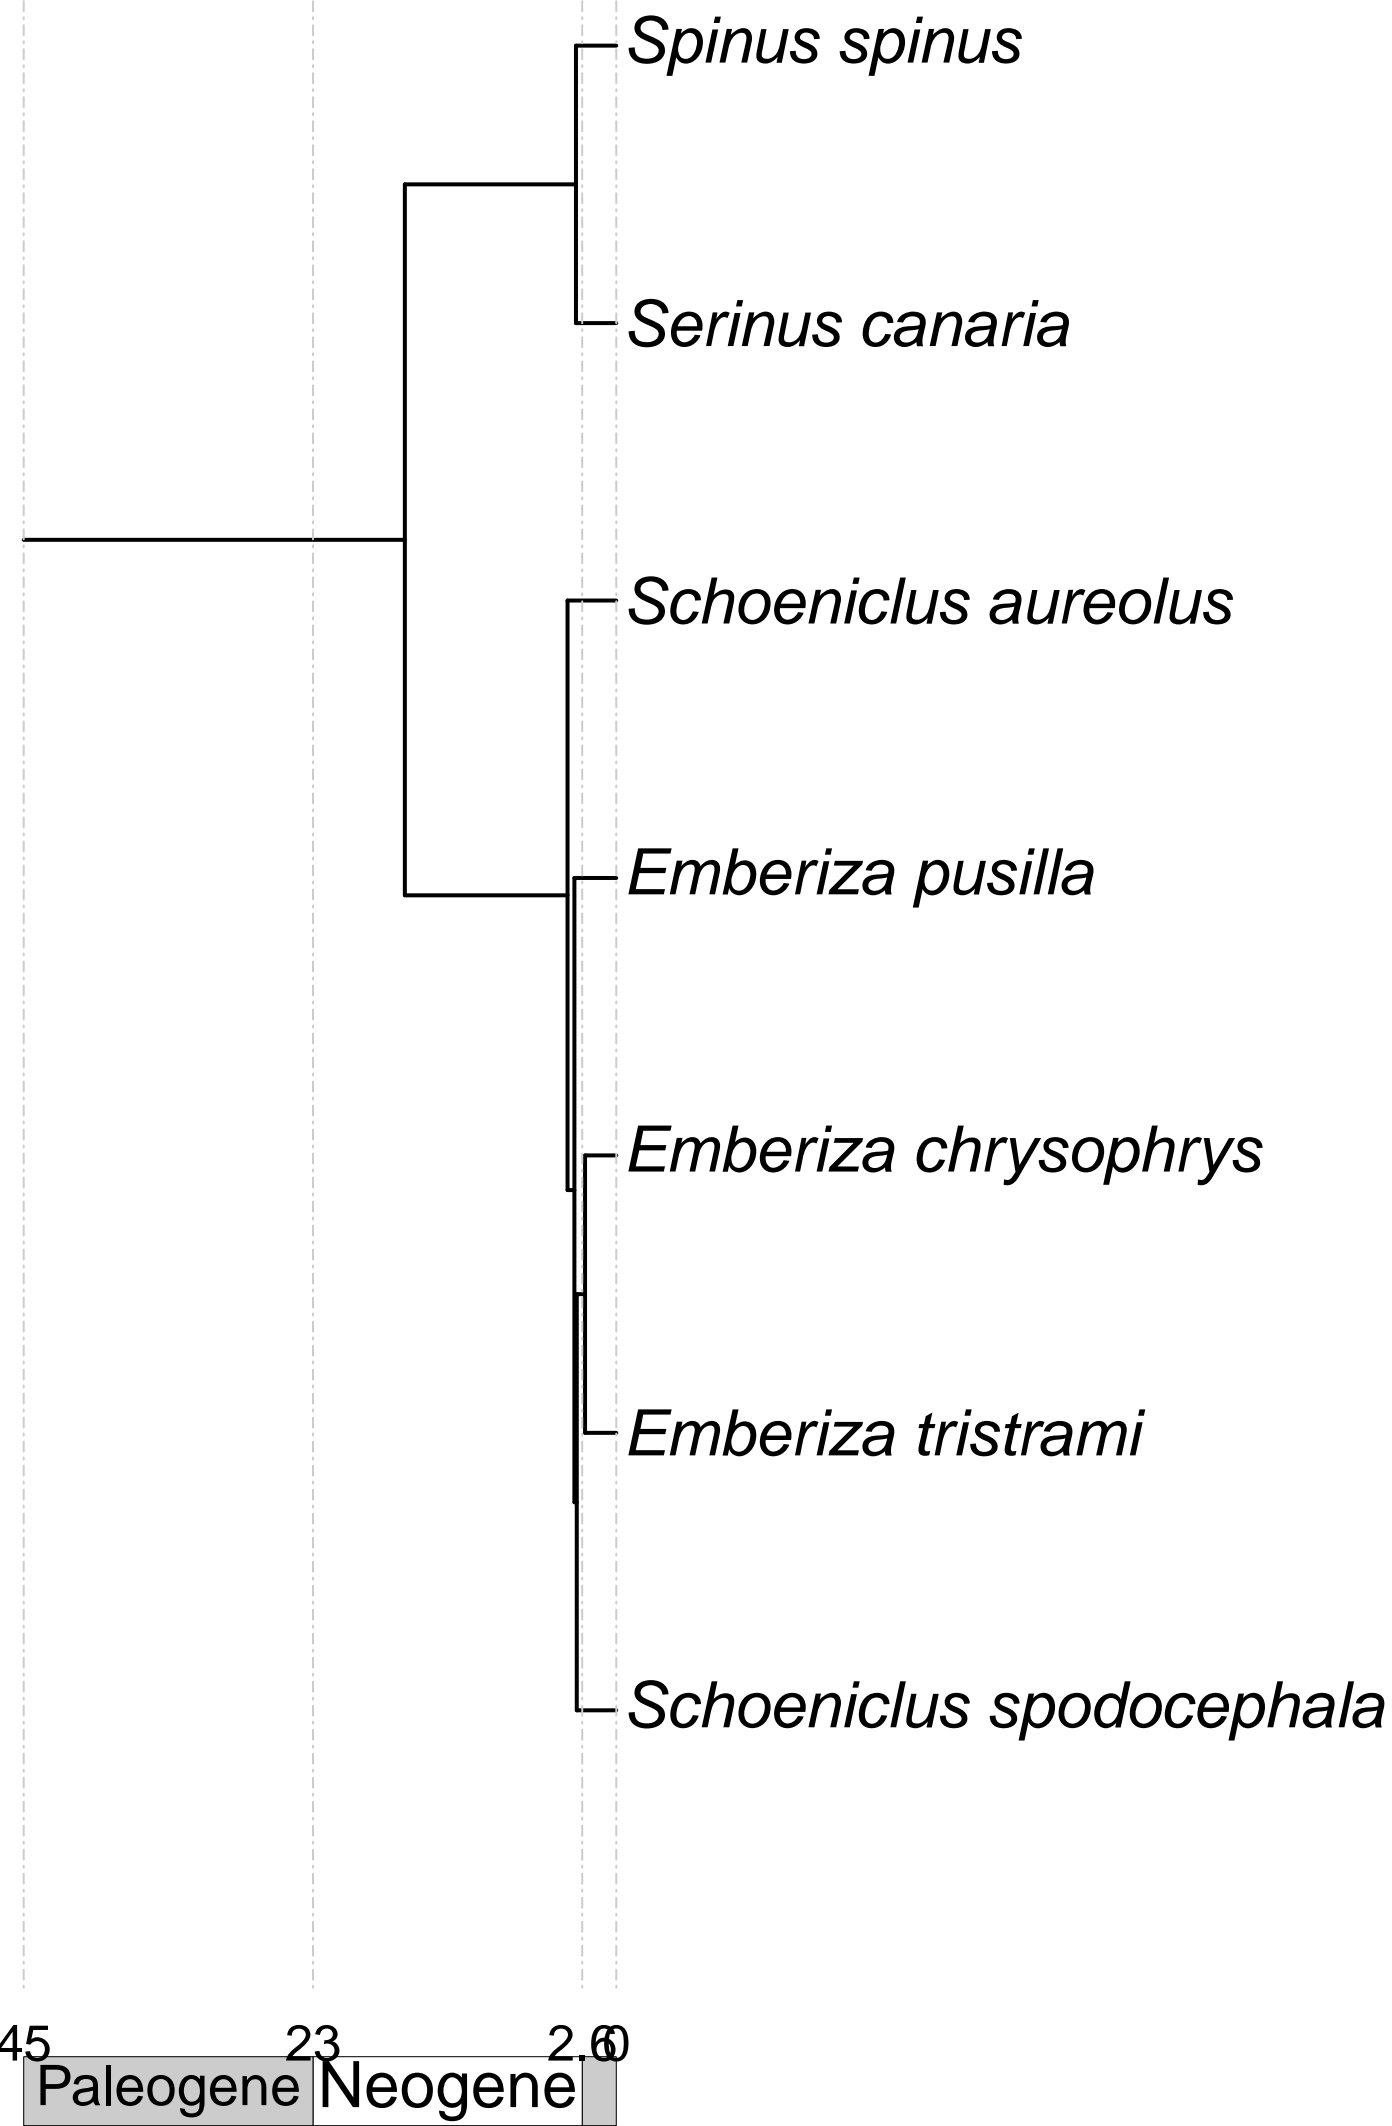 Spinus spinus
Serinus canaria
Schoeniclus aureolus
Emberiza pusilla
Emberiza chrysophrys
Emberiza tristrami
Schoeniclus spodocephala
45 23 2.6 0
Paleogene Neogene